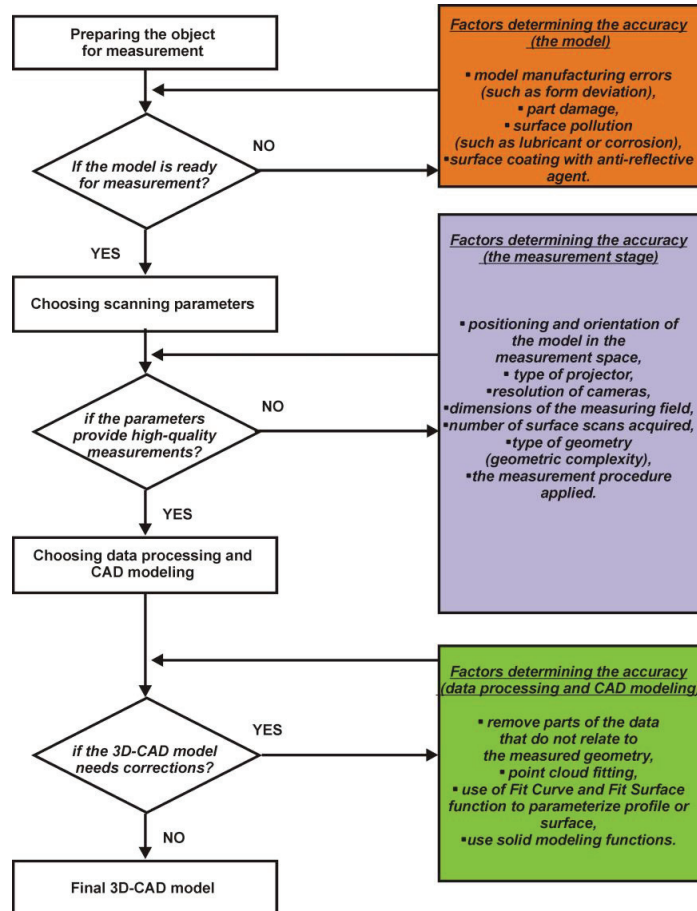 Preparing the object
for measurement
Factors determining the accuracy
(the model)
▪ model manufacturing errors
(such as form deviation),
▪ part damage,
▪ surface pollution
(such as lubricant or corrosion),
▪surface coating with anti-reflective
agent.
If the model is ready
for measurement?
NO
YES
Factors determining the accuracy
(the measurement stage)
▪ positioning and orientation of
the model in the
measurement space,
▪ type of projector,
▪ resolution of cameras,
▪dimensions of the measuring field,
▪number of surface scans acquired,
▪ type of geometry
(geometric complexity),
▪the measurement procedure
applied.
Choosing scanning parameters
if the parameters
provide high-quality
measurements?
NO
YES
Choosing data processing and
CAD modeling
Factors determining the accuracy
(data processing and CAD modeling)
▪ remove parts of the data
that do not relate to
the measured geometry,
▪ point cloud fitting,
▪ use of Fit Curve and Fit Surface
function to parameterize profile or
surface,
▪use solid modeling functions.
if the 3D-CAD model
needs corrections?
YES
NO
Final 3D-CAD model